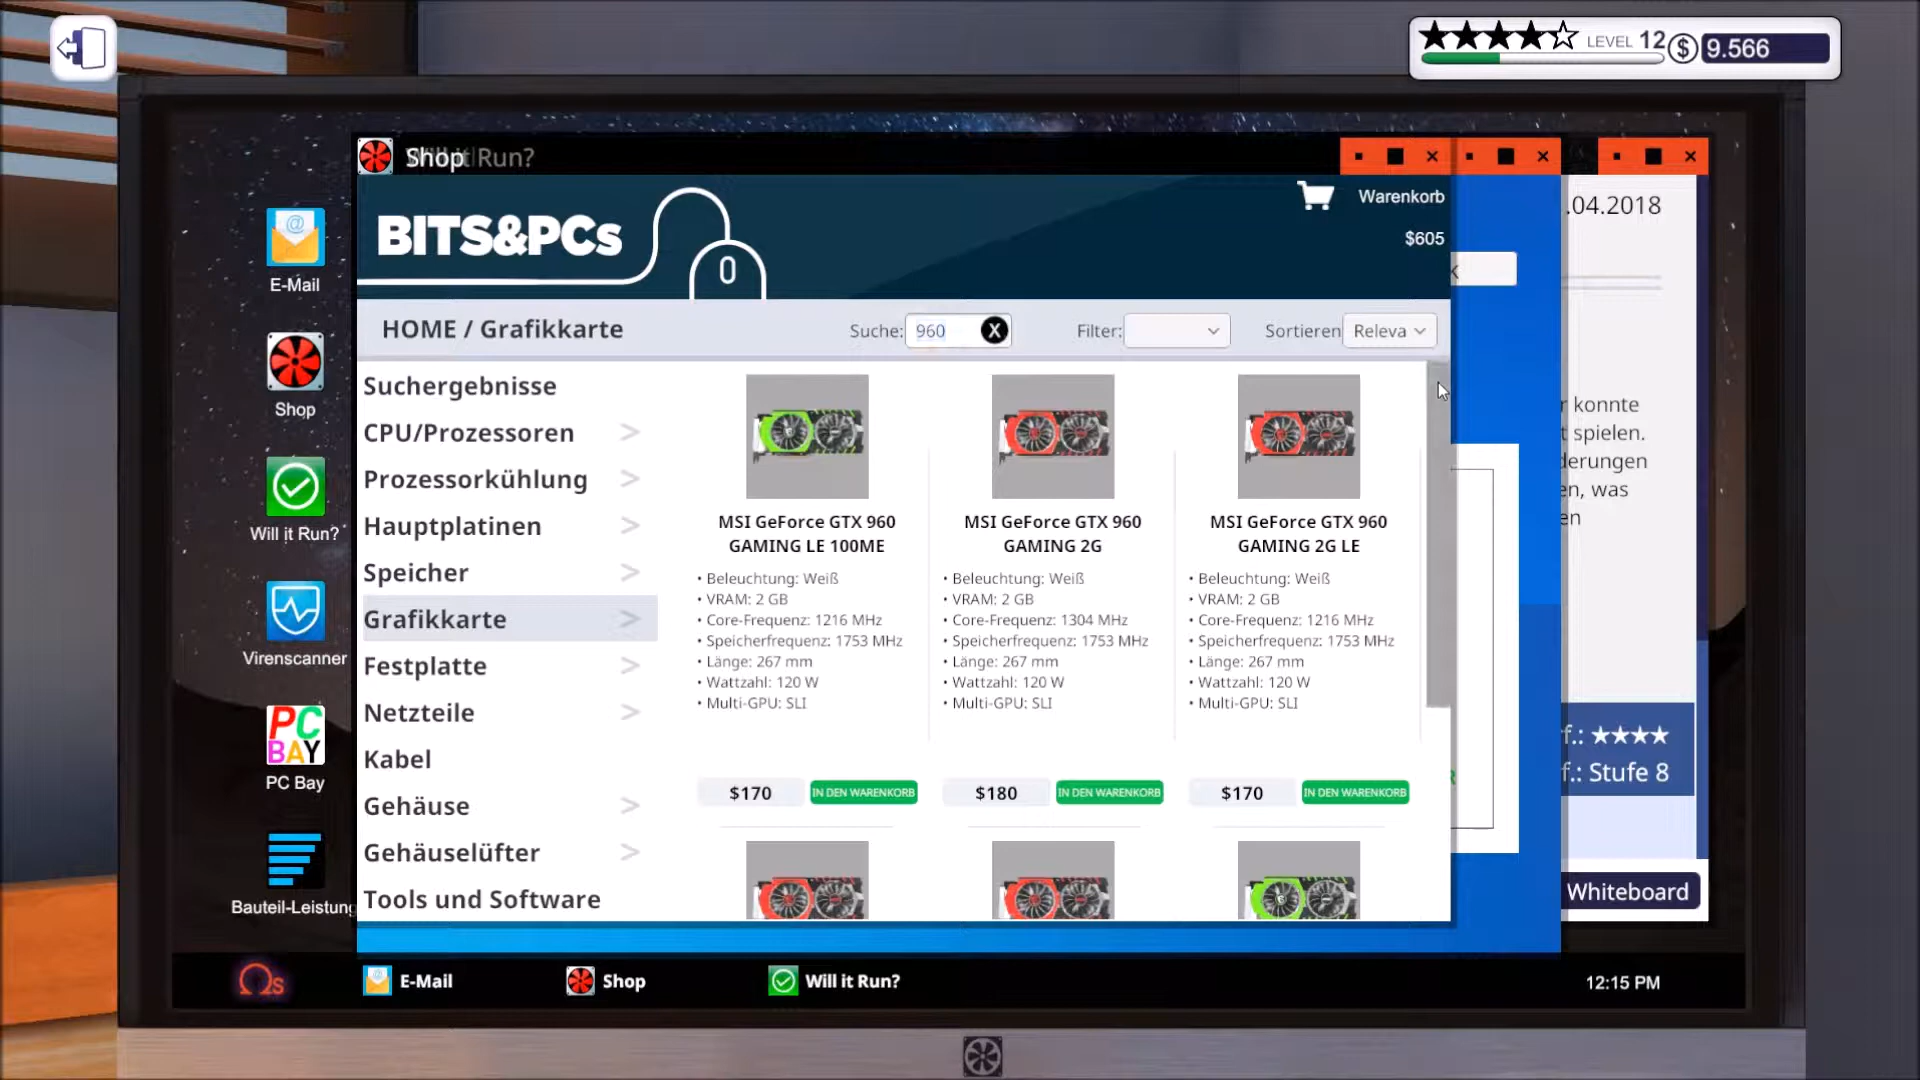 LEVEL 12
$ 9.566
Shop
Will it Run?
BITS&PCs
Warenkorb
$605
.04.2018
HOME / Grafikkarte
Suche:
960
X
Filter:
Sortieren
Releva
Suchergebnisse
CPU/Prozessoren >
Prozessorkühlung >
Hauptplatinen >
Speicher >
Grafikkarte >
Festplatte >
Netzteile >
Kabel
Gehäuse >
Gehäuselüfter >
Tools und Software
MSI GeForce GTX 960
GAMING LE 100ME
• Beleuchtung: Weiß
• VRAM: 2 GB
• Core-Frequenz: 1216 MHz
• Speicherfrequenz: 1753 MHz
• Länge: 267 mm
• Wattzahl: 120 W
• Multi-GPU: SLI
$170
IN DEN WARENKORB
MSI GeForce GTX 960
GAMING 2G
• Beleuchtung: Weiß
• VRAM: 2 GB
• Core-Frequenz: 1304 MHz
• Speicherfrequenz: 1753 MHz
• Länge: 267 mm
• Wattzahl: 120 W
• Multi-GPU: SLI
$180
IN DEN WARENKORB
MSI GeForce GTX 960
GAMING 2G LE
• Beleuchtung: Weiß
• VRAM: 2 GB
• Core-Frequenz: 1216 MHz
• Speicherfrequenz: 1753 MHz
• Länge: 267 mm
• Wattzahl: 120 W
• Multi-GPU: SLI
$170
IN DEN WARENKORB
r konnte
t spielen.
derungen
en, was
en
f.: ★★★★
f.: Stufe 8
Whiteboard
E-Mail
Shop
Will it Run?
Virenscanner
PC
BAY
PC Bay
Bauteil-Leistung
Ωs
E-Mail
Shop
Will it Run?
12:15 PM